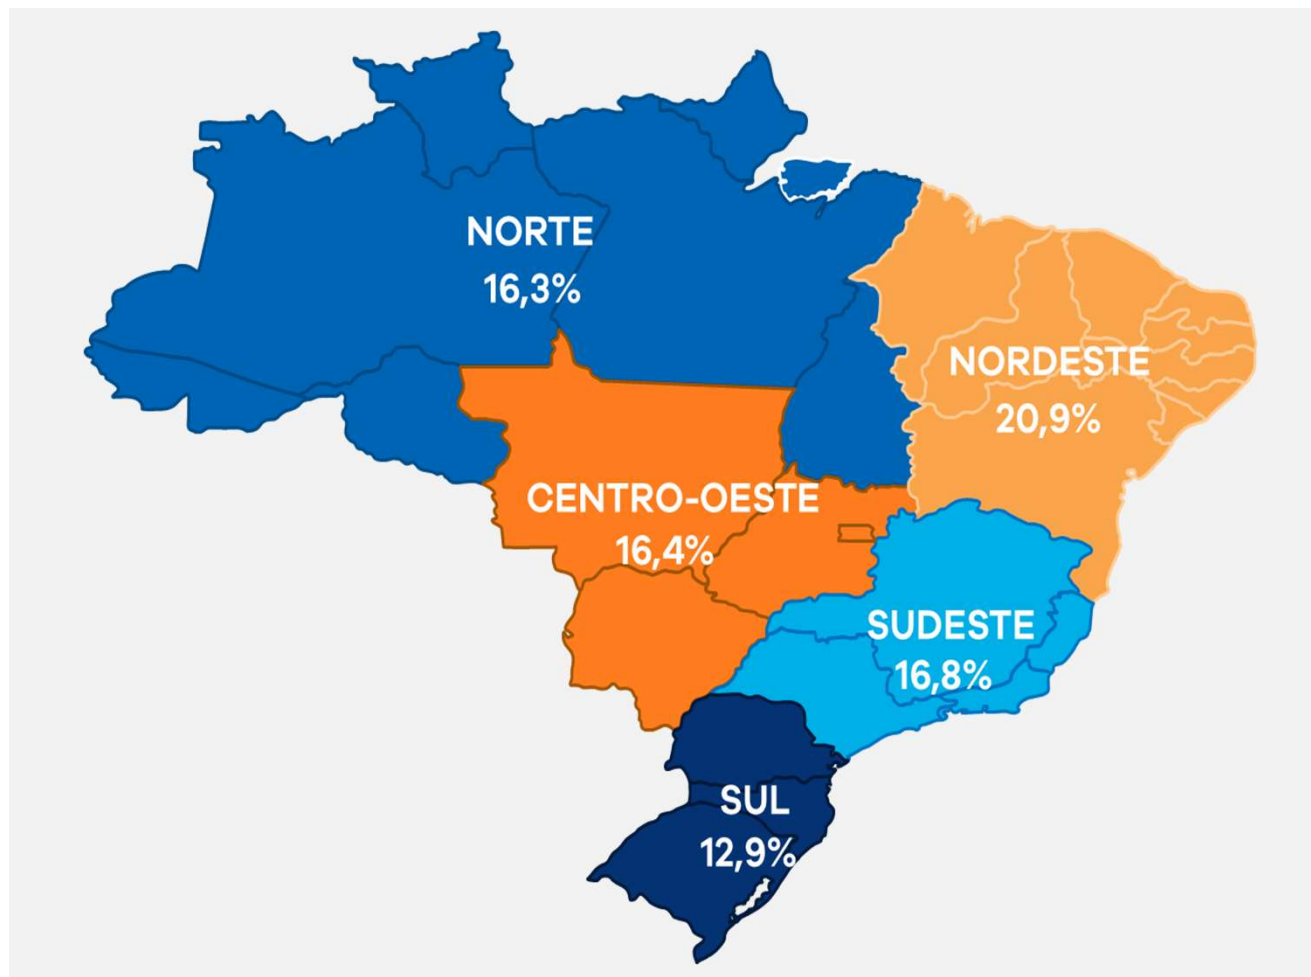 NORTE
16,3%
NORDESTE
20,9%
CENTRO-OESTE
16,4%
SUDESTE
16,8%
SUL
12,9%